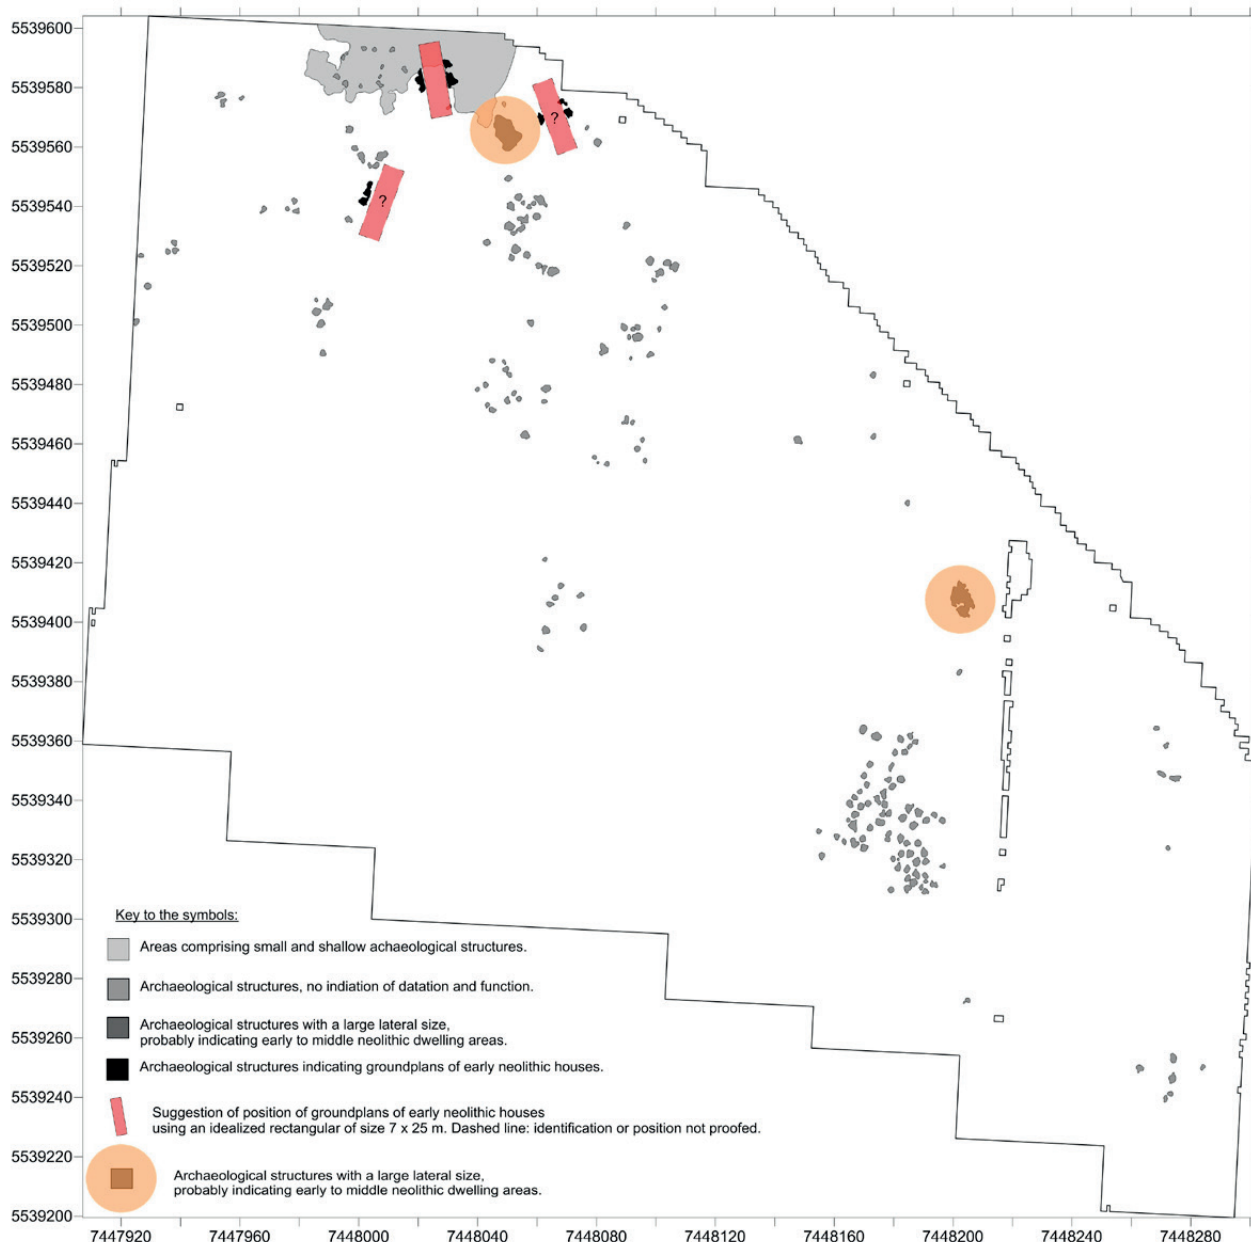 5539600
5539580
5539560
5539540
5539520
5539500
5539480
5539460
5539440
5539420
5539400
5539380
5539360
5539340
5539320
5539300
5539280
5539260
5539240
5539220
5539200
?
?
Key to the symbols:
Areas comprising small and shallow achaeological structures.
Archaeological structures, no indiation of datation and function.
Archaeological structures with a large lateral size,
probably indicating early to middle neolithic dwelling areas.
Archaeological structures indicating groundplans of early neolithic houses.
Suggestion of position of groundplans of early neolithic houses
using an idealized rectangular of size 7 x 25 m. Dashed line: identification or position not proofed.
Archaeological structures with a large lateral size,
probably indicating early to middle neolithic dwelling areas.
7447920 7447960 7448000 7448040 7448080 7448120 7448160 7448200 7448240 7448280